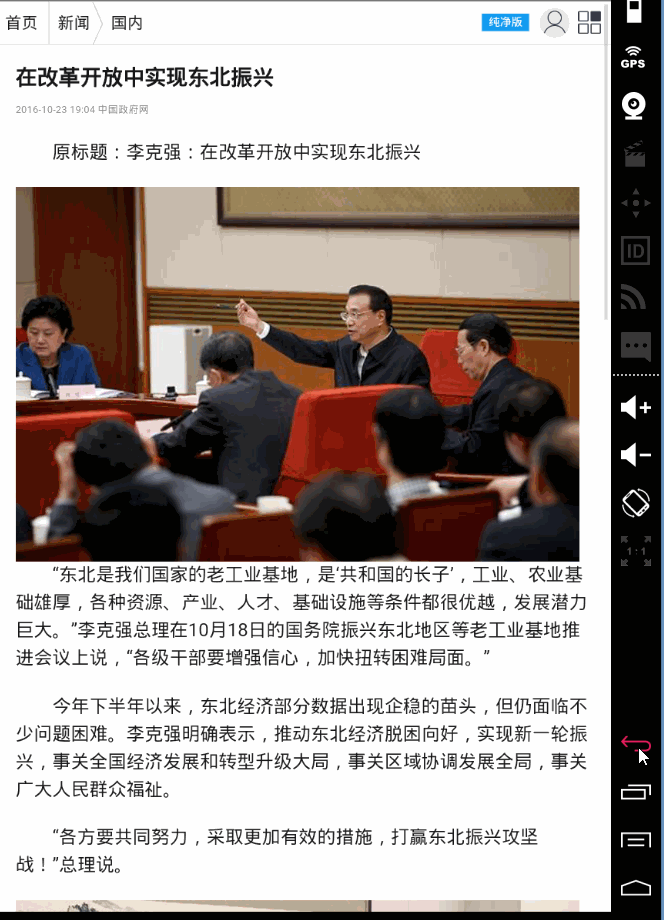 首页 新闻 国内 纯净版
在改革开放中实现东北振兴
2016-10-23 19:04 中国政府网
原标题：李克强：在改革开放中实现东北振兴
“东北是我们国家的老工业基地，是‘共和国的长子’，工业、农业基
础雄厚，各种资源、产业、人才、基础设施等条件都很优越，发展潜力
巨大。”李克强总理在10月18日的国务院振兴东北地区等老工业基地推
进会议上说，“各级干部要增强信心，加快扭转困难局面。”
今年下半年以来，东北经济部分数据出现企稳的苗头，但仍面临不
少问题困难。李克强明确表示，推动东北经济脱困向好，实现新一轮振
兴，事关全国经济发展和转型升级大局，事关区域协调发展全局，事关
广大人民群众福祉。
“各方要共同努力，采取更加有效的措施，打赢东北振兴攻坚
战！”总理说。
GPS
ID
1:1